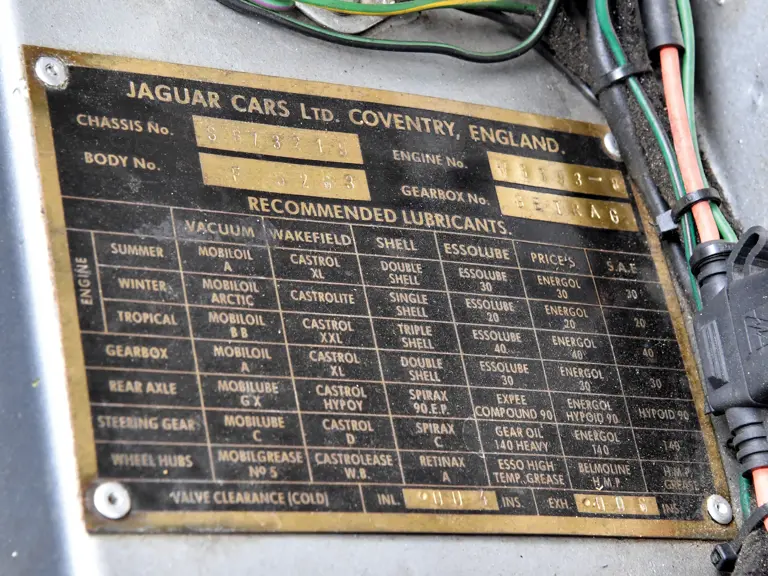 JAGUAR CARS LTD. COVENTRY, ENGLAND.
CHASSIS No. S673215
ENGINE No.
BODY No.
GEARBOX No. GETRAG
RECOMMENDED LUBRICANTS.
VACUUM WAKEFIELD SHELL ESSOLUBE PRICE'S S.A.E
ENGINE
SUMMER MOBILOIL A CASTROL XL DOUBLE SHELL ESSOLUBE 30 ENERGOL 30 30
WINTER MOBILOIL ARCTIC CASTROLITE SINGLE SHELL ESSOLUBE 20 ENERGOL 20 20
TROPICAL MOBILOIL BB CASTROL XXL TRIPLE SHELL ESSOLUBE 40 ENERGOL 40 40
GEARBOX MOBILOIL A CASTROL XL DOUBLE SHELL ESSOLUBE 30 ENERGOL 30 30
REAR AXLE MOBILUBE GX CASTROL HYPOY SPIRAX 90.E.P. EXPEE COMPOUND 90 ENERGOL HYPOID 90 HYPOID 90
STEERING GEAR MOBILUBE C CASTROL D SPIRAX C GEAR OIL 140 HEAVY ENERGOL 140 140
WHEEL HUBS MOBILGREASE Nº 5 CASTROLEASE W.B. RETINAX A ESSO HIGH TEMP. GREASE BELMOLINE H.M.P. H.M.P. GREASE
VALVE CLEARANCE (COLD) INL. .004 INS. EXH. .006 INS.